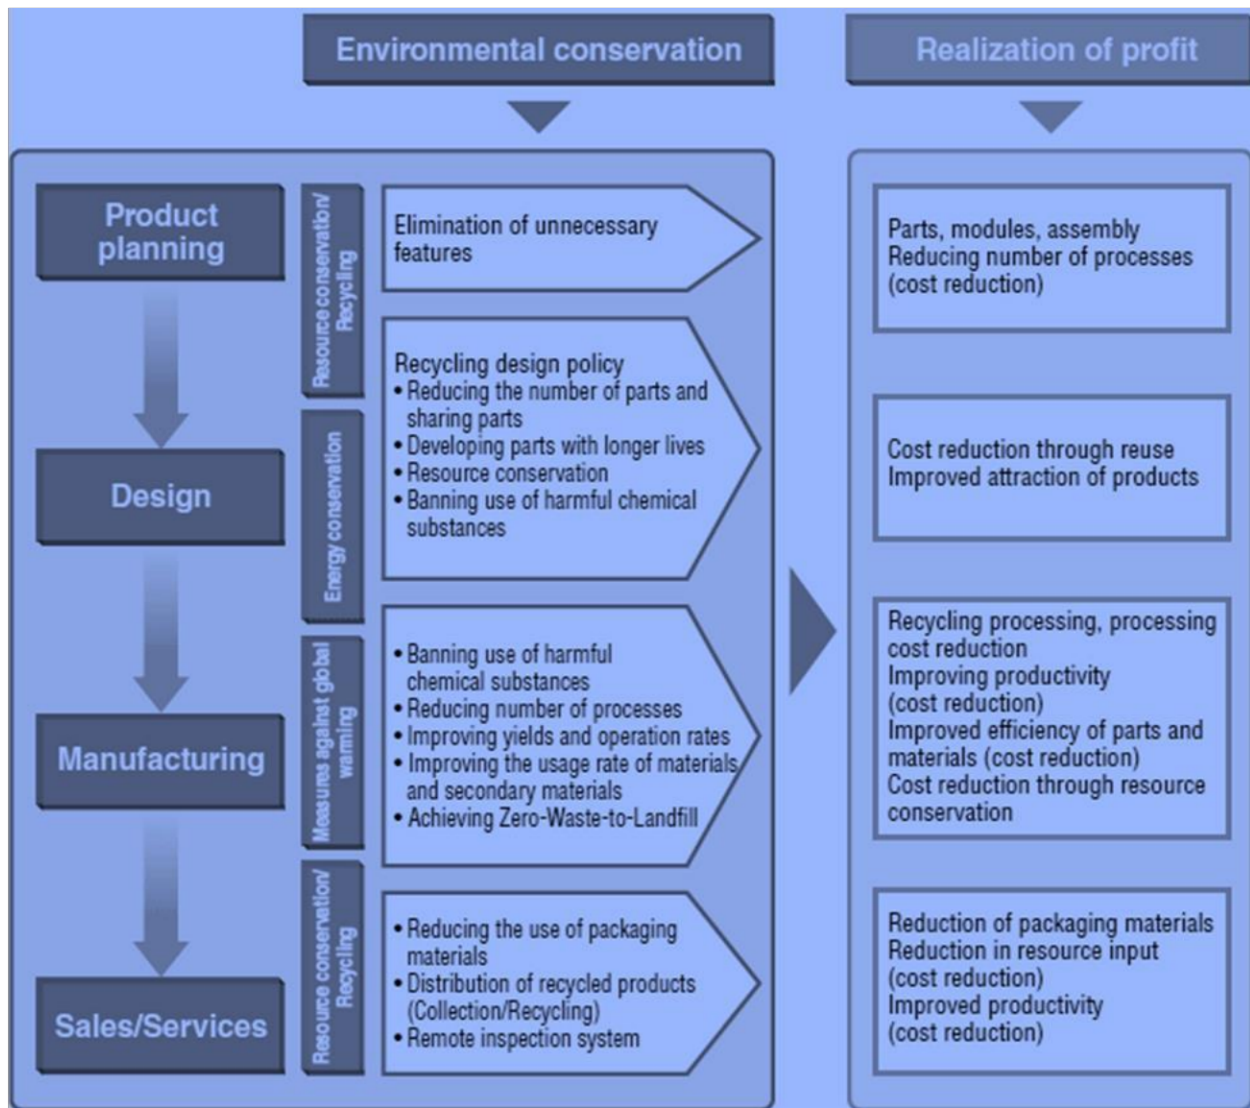 Environmental conservation
Realization of profit
Product
planning
Design
Manufacturing
Sales/Services
Resource conservation/
Recycling
Energy conservation
Measures against global
warming
Resource conservation/
Recycling
Elimination of unnecessary
features
Recycling design policy
• Reducing the number of parts and
sharing parts
• Developing parts with longer lives
• Resource conservation
• Banning use of harmful chemical
substances
• Banning use of harmful
chemical substances
• Reducing number of processes
• Improving yields and operation rates
• Improving the usage rate of materials
and secondary materials
• Achieving Zero-Waste-to-Landfill
• Reducing the use of packaging
materials
• Distribution of recycled products
(Collection/Recycling)
• Remote inspection system
Parts, modules, assembly
Reducing number of processes
(cost reduction)
Cost reduction through reuse
Improved attraction of products
Recycling processing, processing
cost reduction
Improving productivity
(cost reduction)
Improved efficiency of parts and
materials (cost reduction)
Cost reduction through resource
conservation
Reduction of packaging materials
Reduction in resource input
(cost reduction)
Improved productivity
(cost reduction)